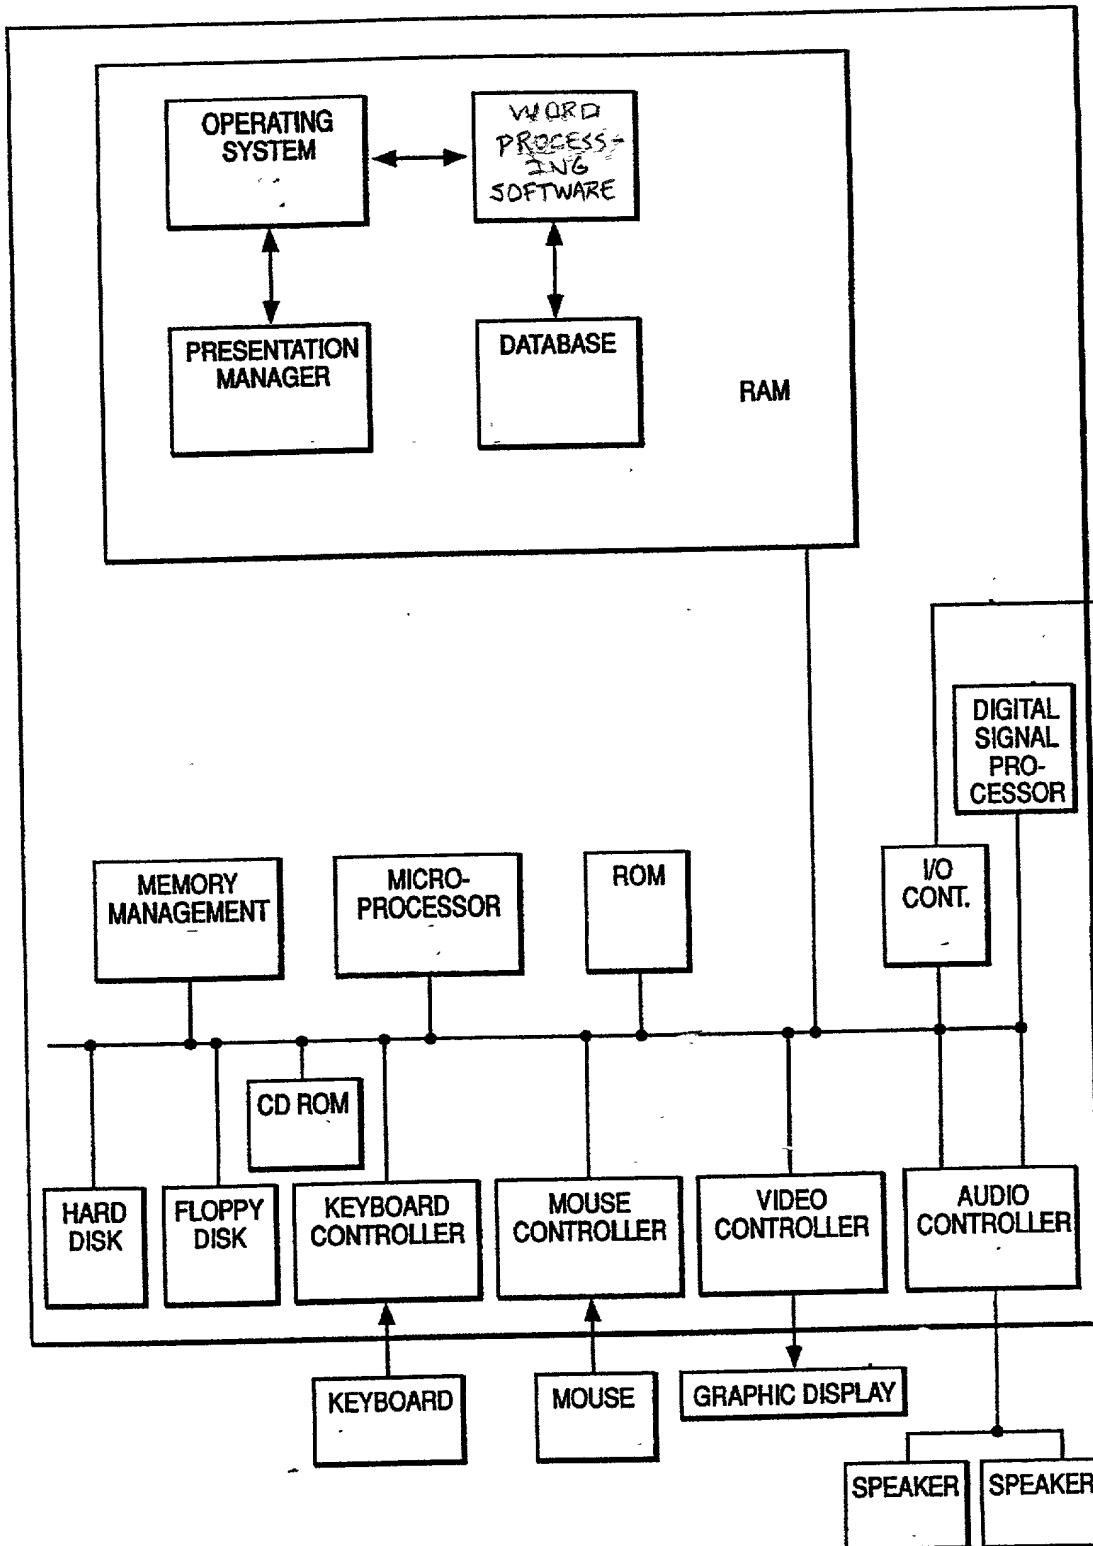 OPERATING
SYSTEM
WORD
PROCESS-
ING
SOFTWARE
PRESENTATION
MANAGER
DATABASE
RAM
DIGITAL
SIGNAL
PRO-
CESSOR
MEMORY
MANAGEMENT
MICRO-
PROCESSOR
ROM
I/O
CONT.
CD ROM
HARD
DISK
FLOPPY
DISK
KEYBOARD
CONTROLLER
MOUSE
CONTROLLER
VIDEO
CONTROLLER
AUDIO
CONTROLLER
KEYBOARD
MOUSE
GRAPHIC DISPLAY
SPEAKER
SPEAKER